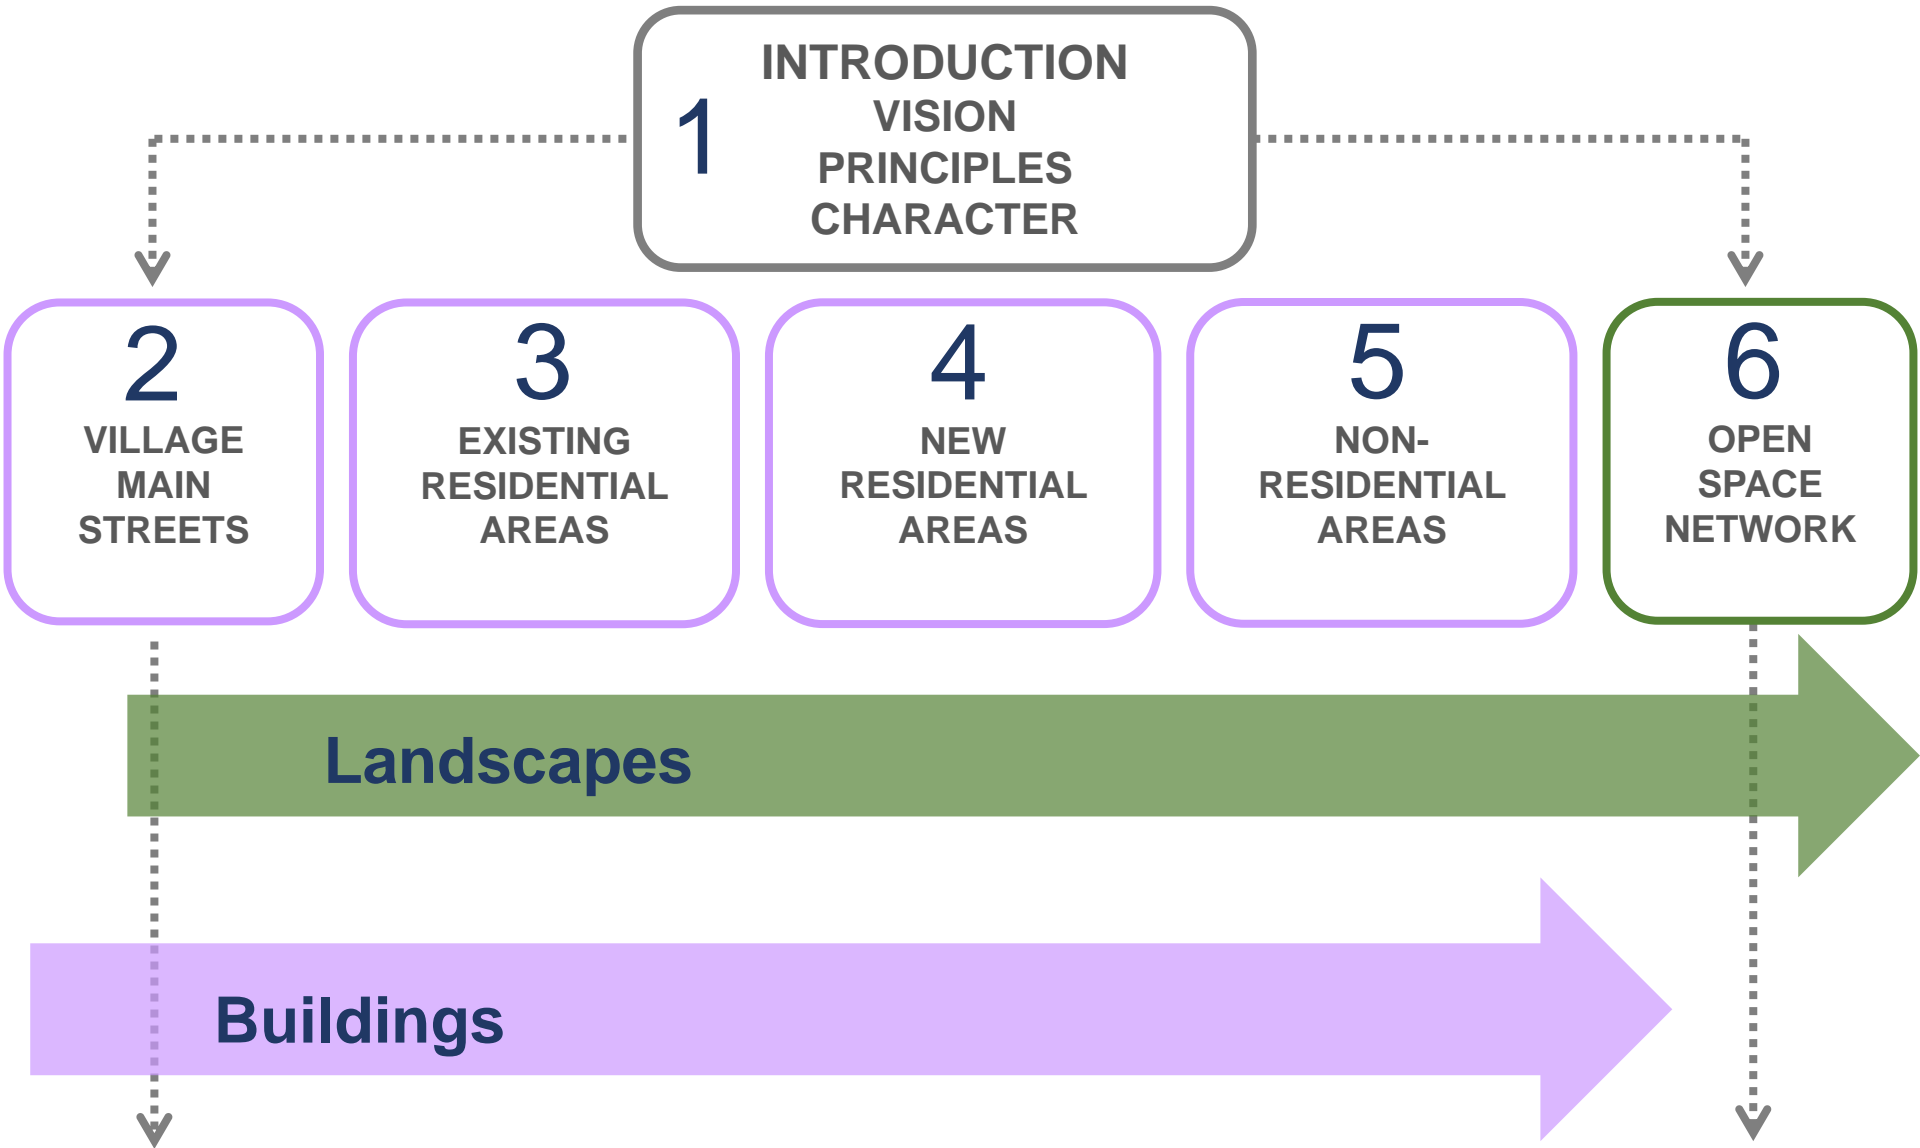 INTRODUCTION
1
VISION
PRINCIPLES
CHARACTER
2
VILLAGE
MAIN
STREETS
3
EXISTING
RESIDENTIAL
AREAS
4
NEW
RESIDENTIAL
AREAS
5
NON-
RESIDENTIAL
AREAS
6
OPEN
SPACE
NETWORK
Landscapes
Buildings